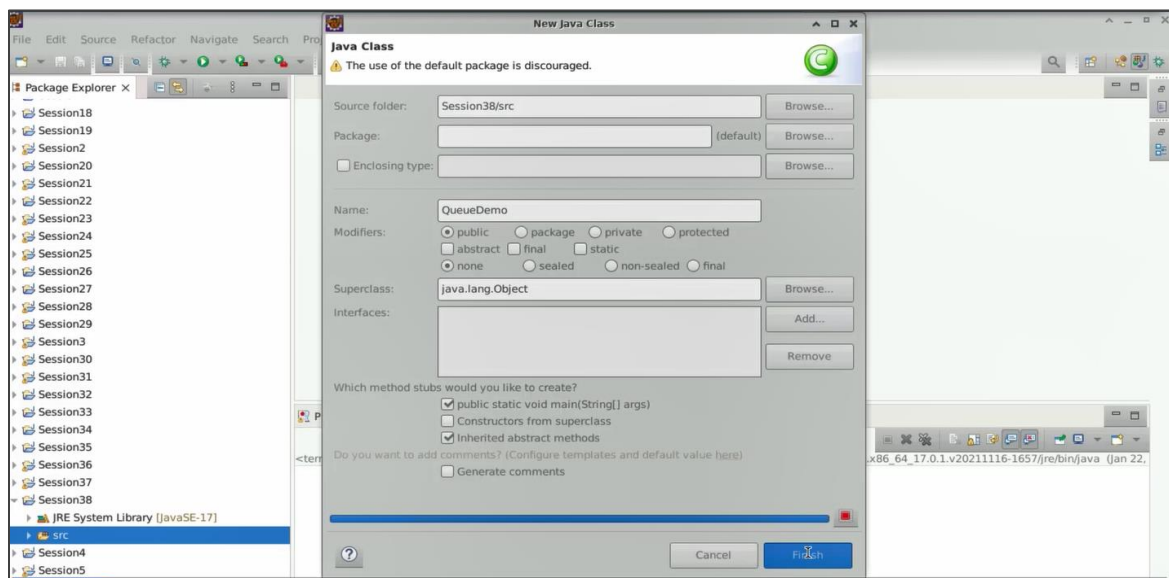 New Java Class
File Edit Source Refactor Navigate Search Pro
Java Class
The use of the default package is discouraged.
Package Explorer
Source folder: Session38/src Browse...
Package: (default) Browse...
Enclosing type: Browse...
Name: QueueDemo
Modifiers: public package private protected
abstract final static
none sealed non-sealed final
Superclass: java.lang.Object Browse...
Interfaces: Add...
Remove
Which method stubs would you like to create?
public static void main(String[] args)
Constructors from superclass
Inherited abstract methods
Do you want to add comments? (Configure templates and default value here)
Generate comments
Cancel Finish
Session18
Session19
Session2
Session20
Session21
Session22
Session23
Session24
Session25
Session26
Session27
Session28
Session29
Session3
Session30
Session31
Session32
Session33
Session34
Session35
Session36
Session37
Session38
JRE System Library [JavaSE-17]
src
Session4
Session5
P
<tern
.x86_64_17.0.1.v20211116-1657/jre/bin/java (Jan 22,